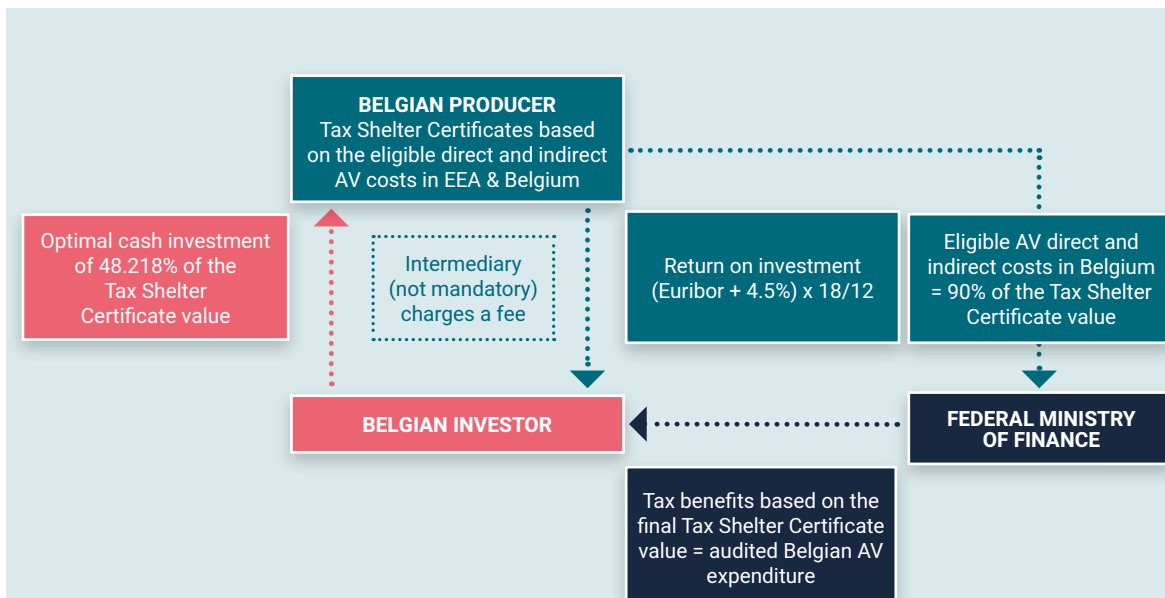 BELGIAN PRODUCER
Tax Shelter Certificates based
on the eligible direct and indirect
AV costs in EEA & Belgium
Optimal cash investment
of 48.218% of the
Tax Shelter
Certificate value
Intermediary
(not mandatory)
charges a fee
Return on investment
(Euribor + 4.5%) x 18/12
Eligible AV direct and
indirect costs in Belgium
= 90% of the Tax Shelter
Certificate value
BELGIAN INVESTOR
FEDERAL MINISTRY
OF FINANCE
Tax benefits based on the
final Tax Shelter Certificate
value = audited Belgian AV
expenditure